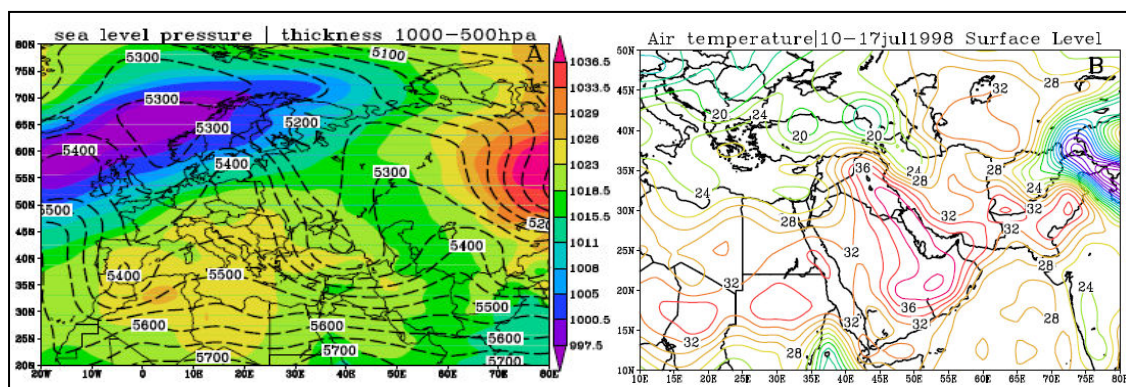 sea level pressure | thickness 1000-500hpa
A
80N
75N
70N
65N
60N
55N
50N
45N
40N
35N
30N
25N
20N
20W 10W 0 10E 20E 30E 40E 50E 60E 70E 80E
5300
5100
5300
5300
5200
5400
5400
5300
5500
5400
5400
5500
5500
5600
5600
5600
5700
5700
5700
1036.5
1033.5
1029
1026
1023
1018.5
1015.5
1011
1008
1005
1000.5
997.5
Air temperature|10-17jul1998 Surface Level
B
50N
45N
40N
35N
30N
25N
20N
15N
10N
10E 15E 20E 25E 30E 35E 40E 45E 50E 55E 60E 65E 70E 75E 80E
28
32
20
24
20
20
28
36
24
28
24
24
32
32
32
28
32
32
28
32
24
36
32
32
28
32
32
28